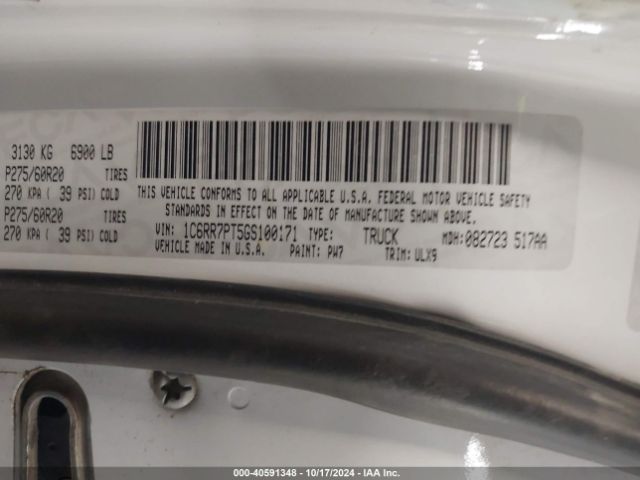 3130 KG 6900 LB
P275/60R20 TIRES
270 KPA ( 39 PSI) COLD
P275/60R20 TIRES
270 KPA ( 39 PSI) COLD
THIS VEHICLE CONFORMS TO ALL APPLICABLE U.S.A. FEDERAL MOTOR VEHICLE SAFETY
STANDARDS IN EFFECT ON THE DATE OF MANUFACTURE SHOWN ABOVE.
VIN: 1C6RR7PT5GS100171 TYPE: TRUCK MDH:082723 517AA
VEHICLE MADE IN U.S.A. PAINT: PW7 TRIM: ULX9
000-40591348 - 10/17/2024 - IAA Inc.